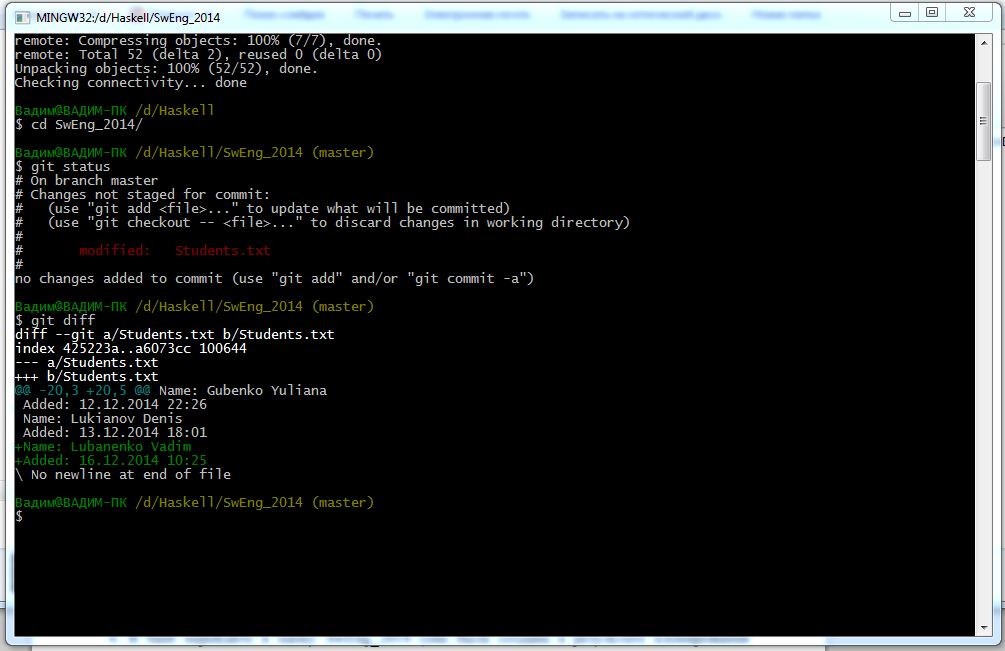 MINGW32:/d/Haskell/SwEng_2014
remote: Compressing objects: 100% (7/7), done.
remote: Total 52 (delta 2), reused 0 (delta 0)
Unpacking objects: 100% (52/52), done.
Checking connectivity... done
Вадим@ВАДИМ-ПК /d/Haskell
$ cd SwEng_2014/
Вадим@ВАДИМ-ПК /d/Haskell/SwEng_2014 (master)
$ git status
# On branch master
# Changes not staged for commit:
#   (use "git add <file>..." to update what will be committed)
#   (use "git checkout -- <file>..." to discard changes in working directory)
#
#       modified:   Students.txt
#
no changes added to commit (use "git add" and/or "git commit -a")
Вадим@ВАДИМ-ПК /d/Haskell/SwEng_2014 (master)
$ git diff
diff --git a/Students.txt b/Students.txt
index 425223a..a6073cc 100644
--- a/Students.txt
+++ b/Students.txt
@@ -20,3 +20,5 @@ Name: Gubenko Yuliana
 Added: 12.12.2014 22:26
 Name: Lukianov Denis
 Added: 13.12.2014 18:01
+Name: Lubanenko Vadim
+Added: 16.12.2014 10:25
\ No newline at end of file
Вадим@ВАДИМ-ПК /d/Haskell/SwEng_2014 (master)
$